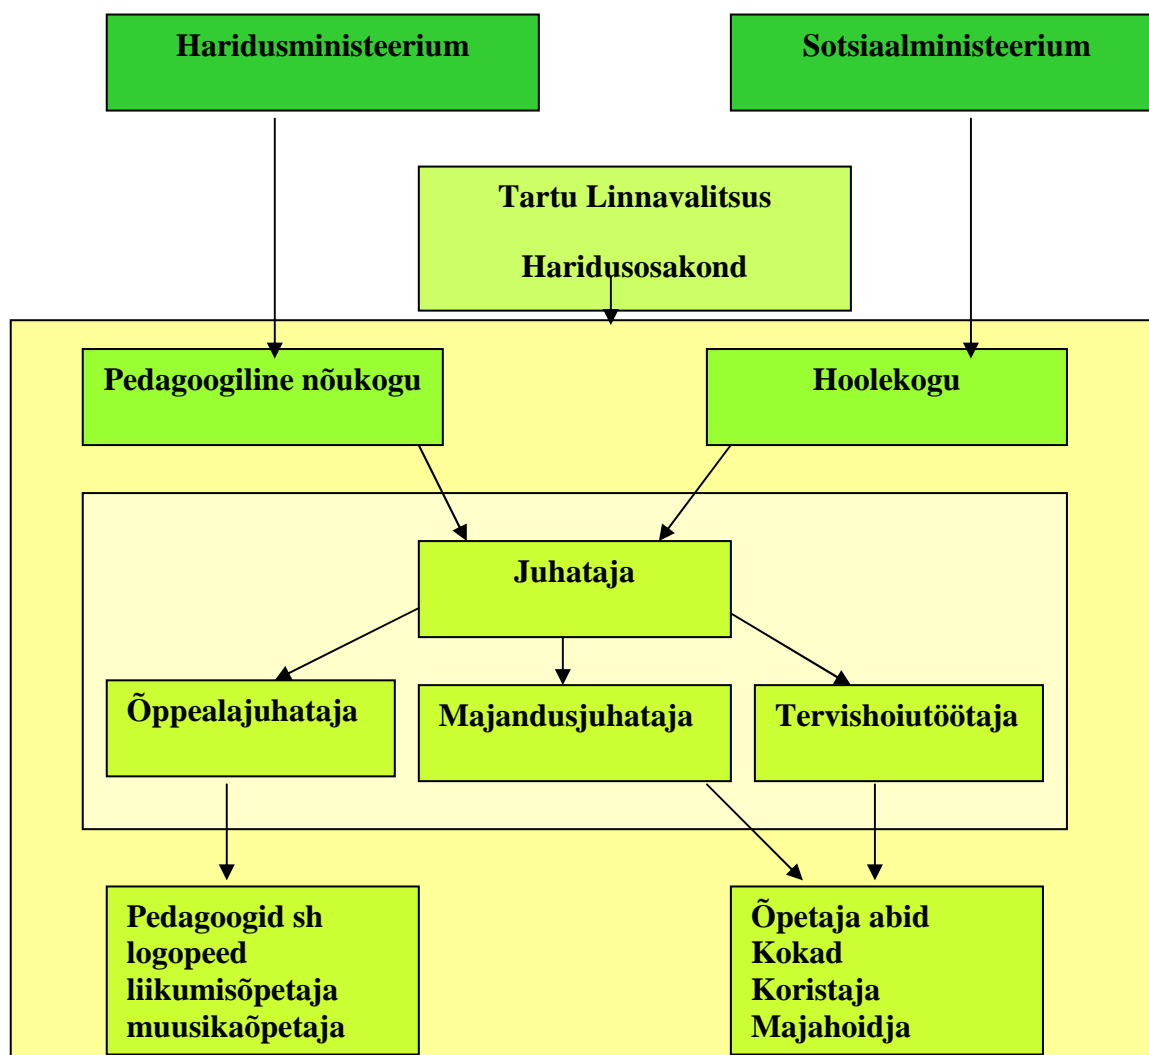 Haridusministeerium
Sotsiaalministeerium
Tartu Linnavalitsus
Haridusosakond
Pedagoogiline nõukogu
Hoolekogu
Juhataja
Õppealajuhataja
Majandusjuhataja
Tervishoiutöötaja
Pedagoogid sh
logopeed
liikumisõpetaja
muusikaõpetaja
Õpetaja abid
Kokad
Koristaja
Majahoidja